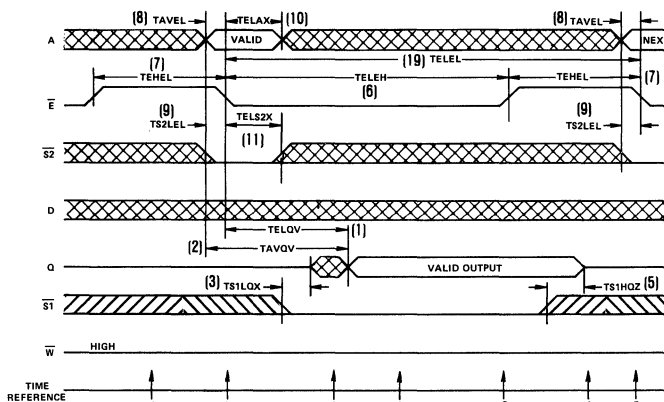 (8) TAVEL TELAX (10) (8) TAVEL
A VALID NEX
(19) TELEL
(7) TEHEL TELEH TEHEL (7)
E (6)
(9) TELS2X (9)
TS2LEL (11) TS2LEL
S2
D
TELQV (1)
(2) TAVQV
Q VALID OUTPUT
(3) TS1LQX TS1HQZ (5)
S1
W HIGH
TIME
REFERENCE